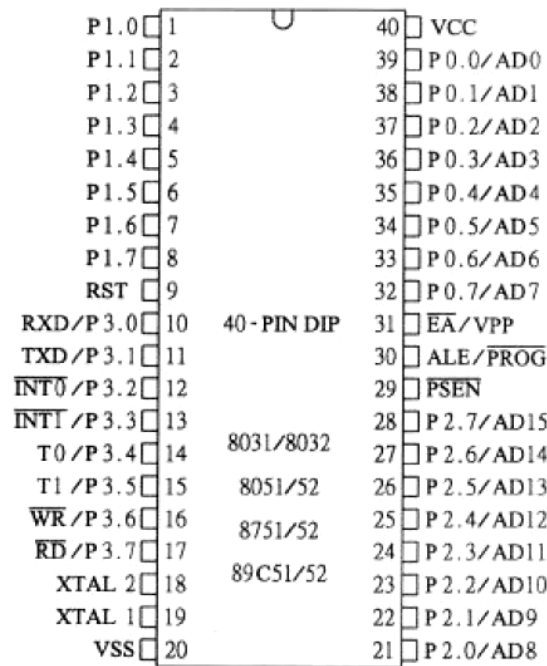 P1.0 1 40 VCC
P1.1 2 39 P0.0/AD0
P1.2 3 38 P0.1/AD1
P1.3 4 37 P0.2/AD2
P1.4 5 36 P0.3/AD3
P1.5 6 35 P0.4/AD4
P1.6 7 34 P0.5/AD5
P1.7 8 33 P0.6/AD6
RST 9 32 P0.7/AD7
RXD/P3.0 10 40-PIN DIP 31 E̅A̅/VPP
TXD/P3.1 11 30 ALE/P̅R̅O̅G̅
I̅N̅T̅0̅/P3.2 12 29 P̅S̅E̅N̅
I̅N̅T̅1̅/P3.3 13 28 P2.7/AD15
T0/P3.4 14 8031/8032 27 P2.6/AD14
T1/P3.5 15 8051/52 26 P2.5/AD13
W̅R̅/P3.6 16 8751/52 25 P2.4/AD12
R̅D̅/P3.7 17 24 P2.3/AD11
XTAL 2 18 89C51/52 23 P2.2/AD10
XTAL 1 19 22 P2.1/AD9
VSS 20 21 P2.0/AD8